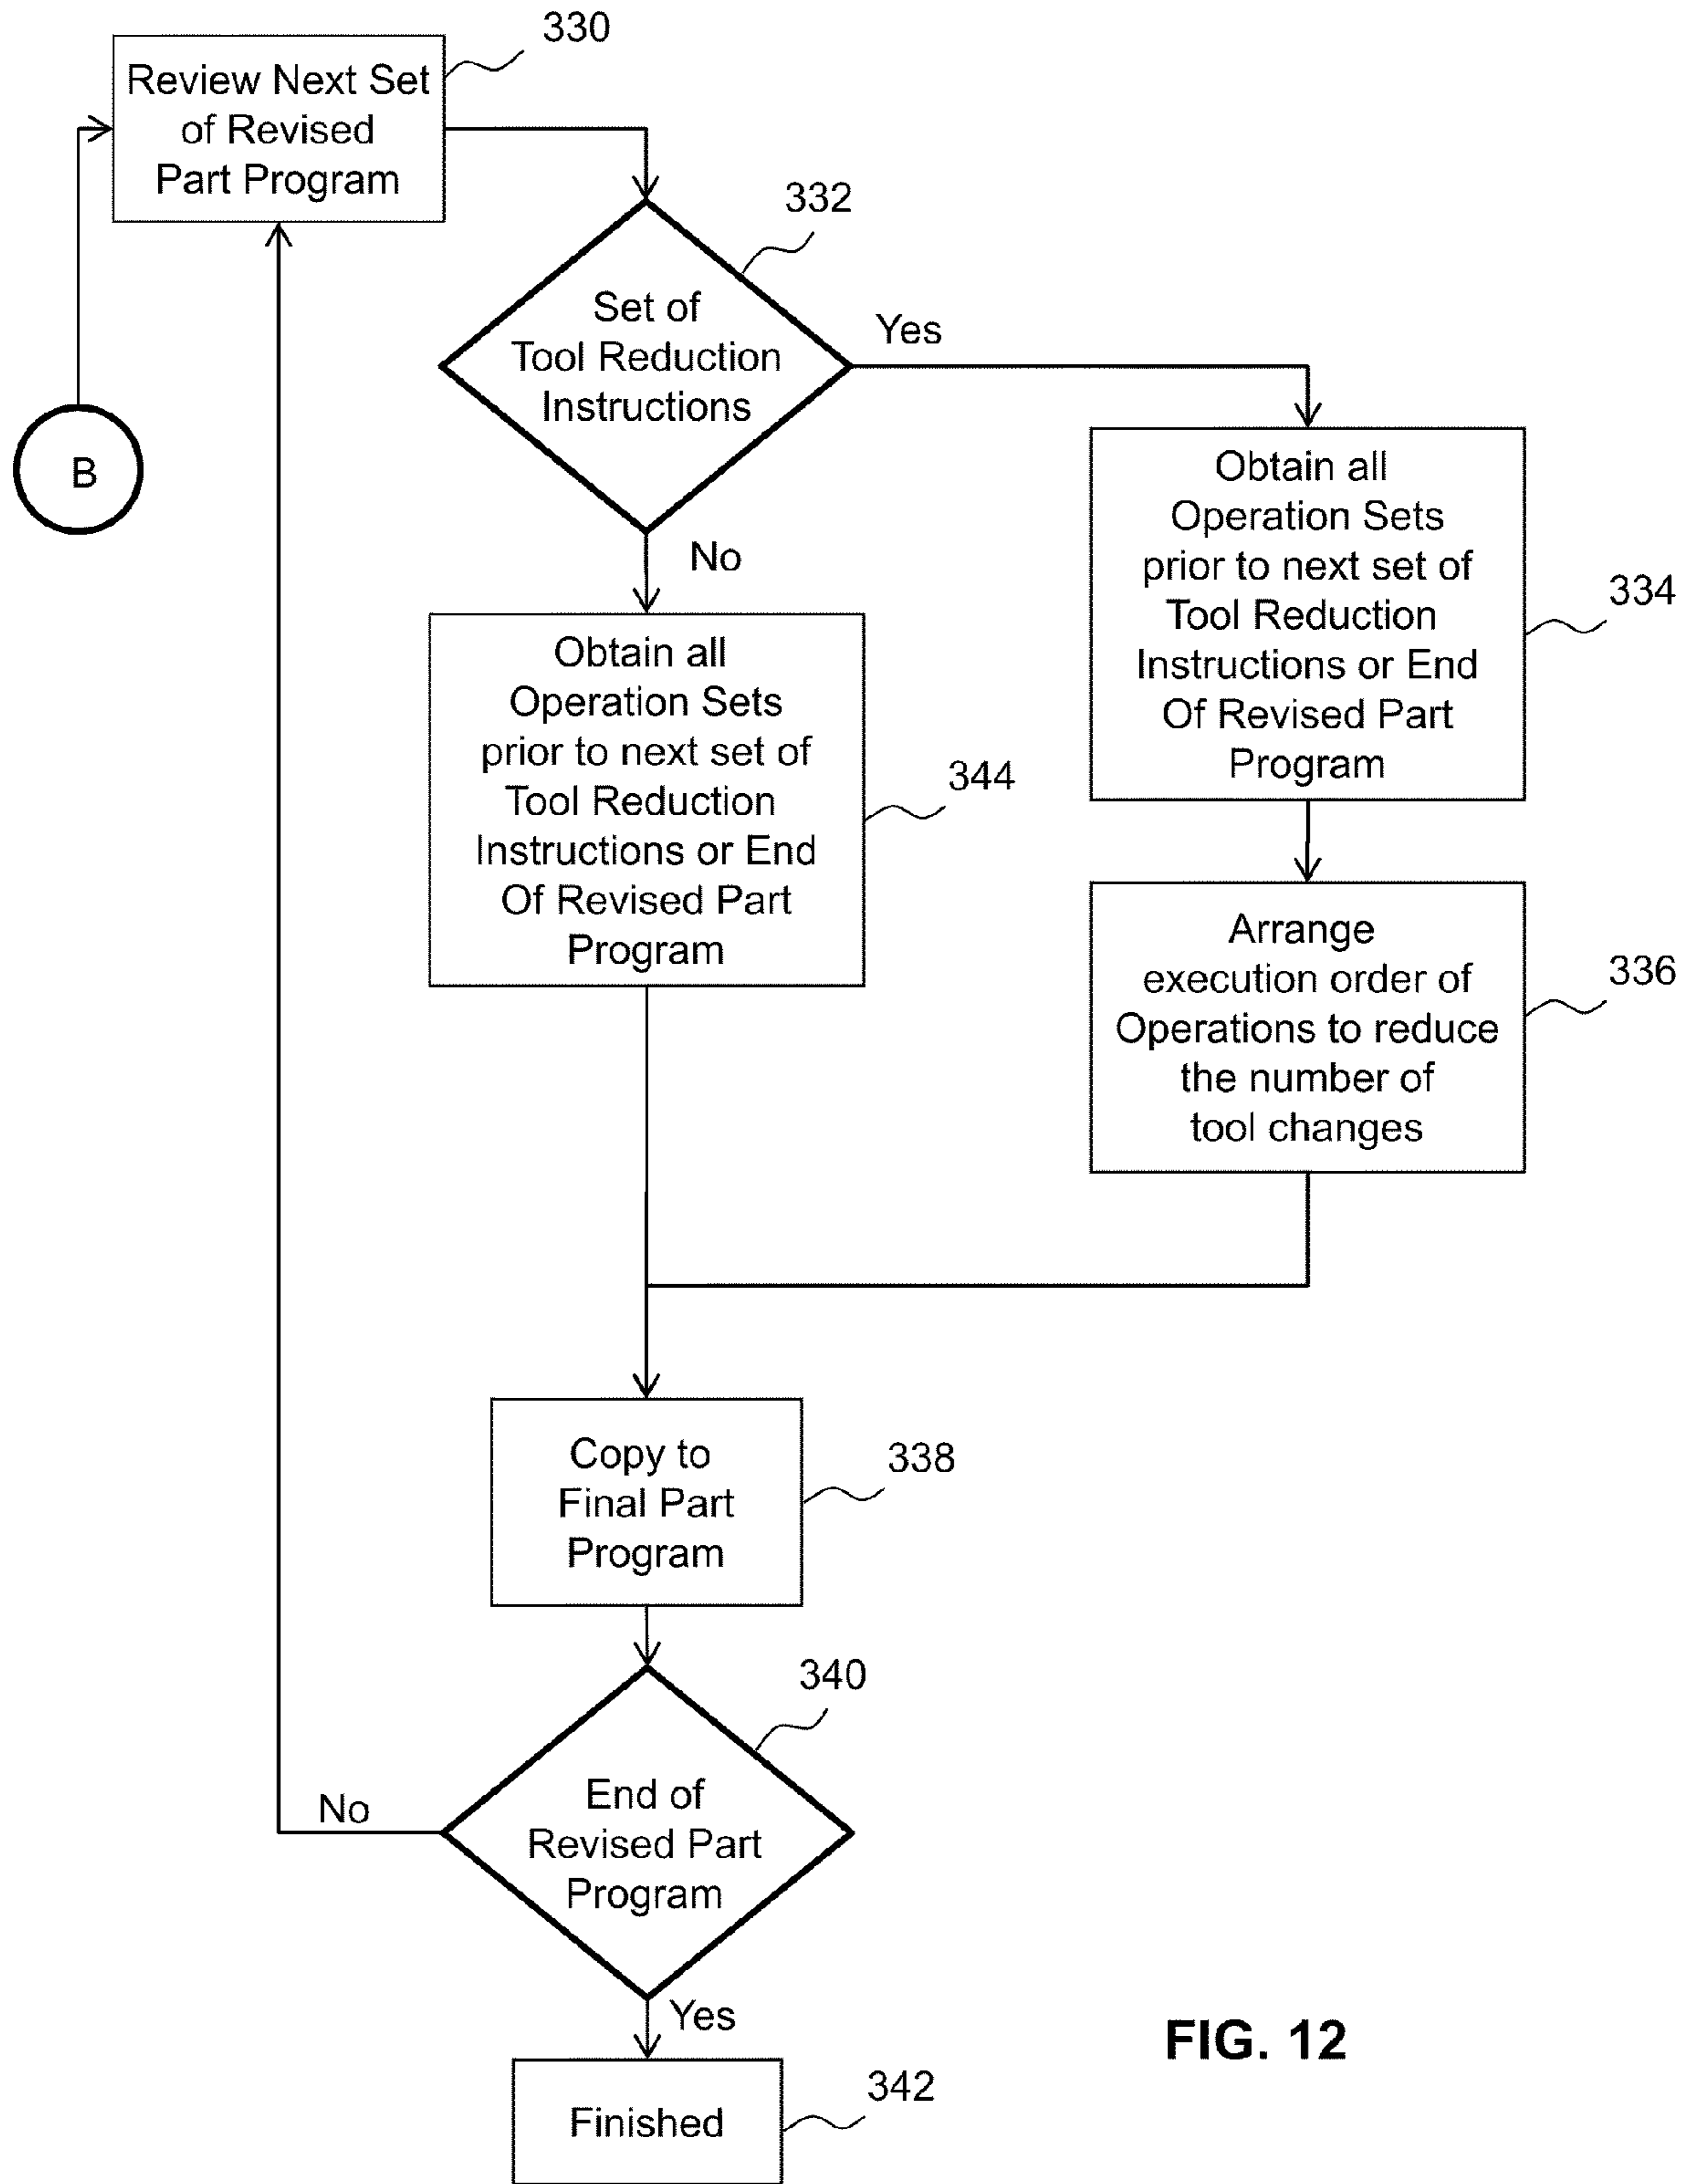 330
Review Next Set
of Revised
Part Program
332
Set of
Tool Reduction
Instructions
Yes
B
No
Obtain all
Operation Sets
prior to next set of
Tool Reduction
Instructions or End
Of Revised Part
Program
334
Obtain all
Operation Sets
prior to next set of
Tool Reduction
Instructions or End
Of Revised Part
Program
344
Arrange
execution order of
Operations to reduce
the number of
tool changes
336
Copy to
Final Part
Program
338
340
End of
Revised Part
Program
No
Yes
Finished
342
FIG. 12